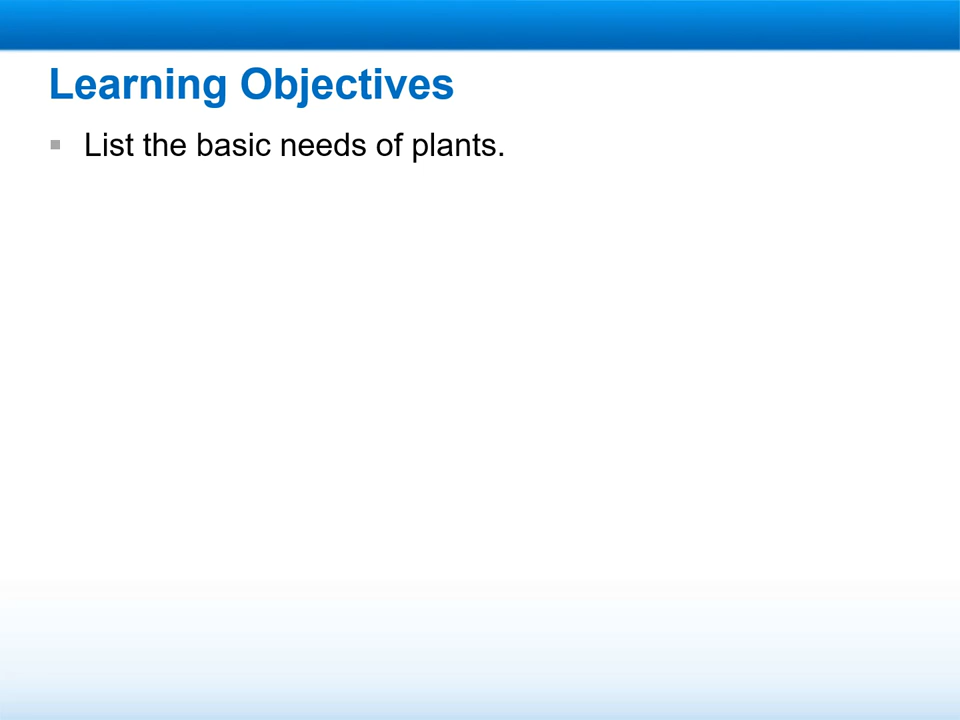 Learning Objectives
▪ List the basic needs of plants.